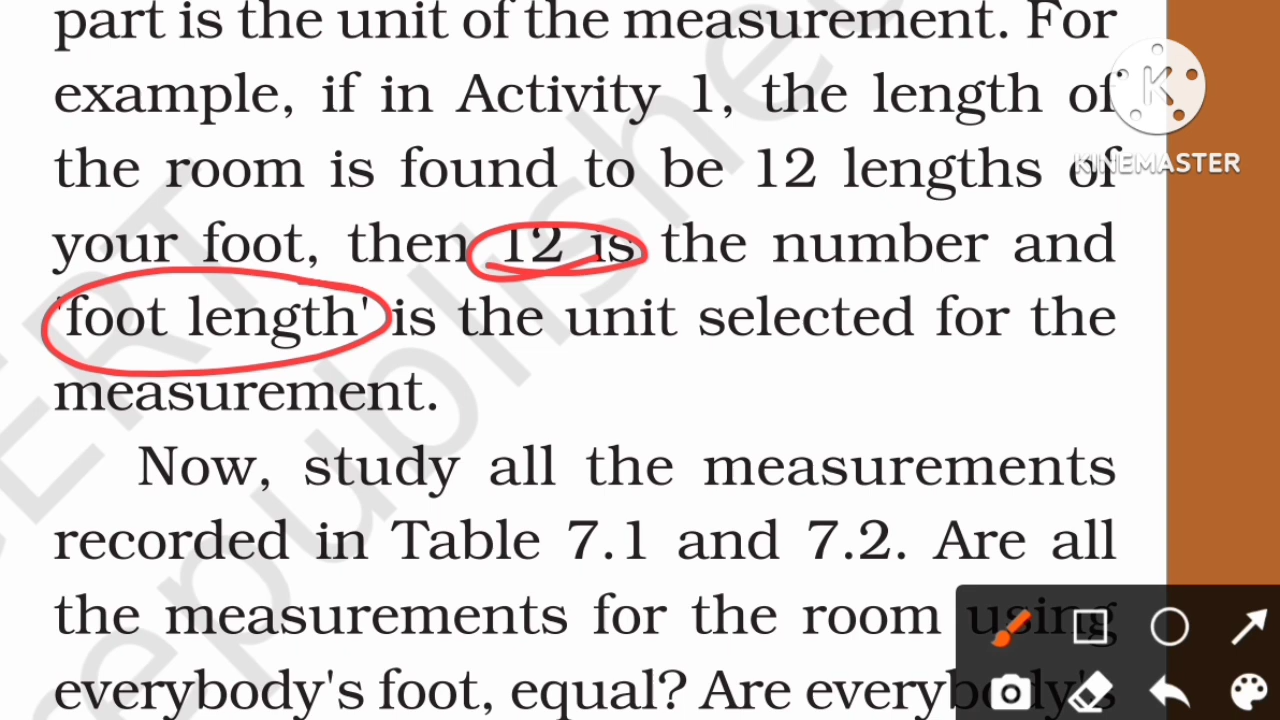 part is the unit of the measurement. For
example, if in Activity 1, the length of
the room is found to be 12 lengths of
your foot, then 12 is the number and
'foot length' is the unit selected for the
measurement.
Now, study all the measurements
recorded in Table 7.1 and 7.2. Are all
the measurements for the room using
everybody's foot, equal? Are everybody's
KINEMASTER